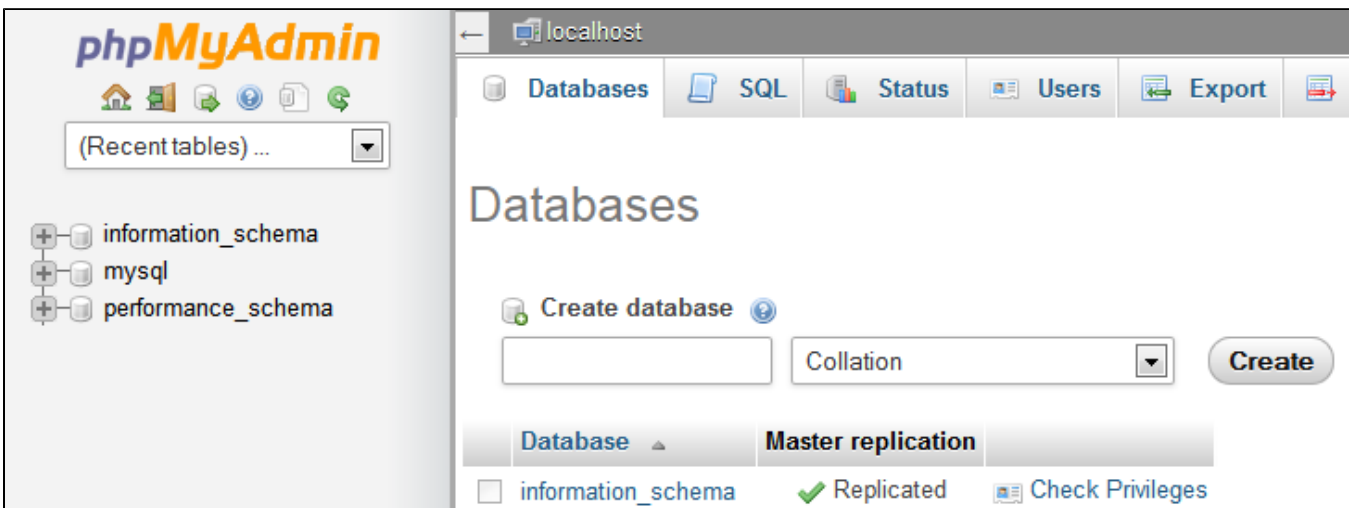 phpMyAdmin
(Recent tables) ...
information_schema
mysql
performance_schema
← localhost
Databases SQL Status Users Export
Databases
Create database
Collation Create
Database Master replication
information_schema Replicated Check Privileges